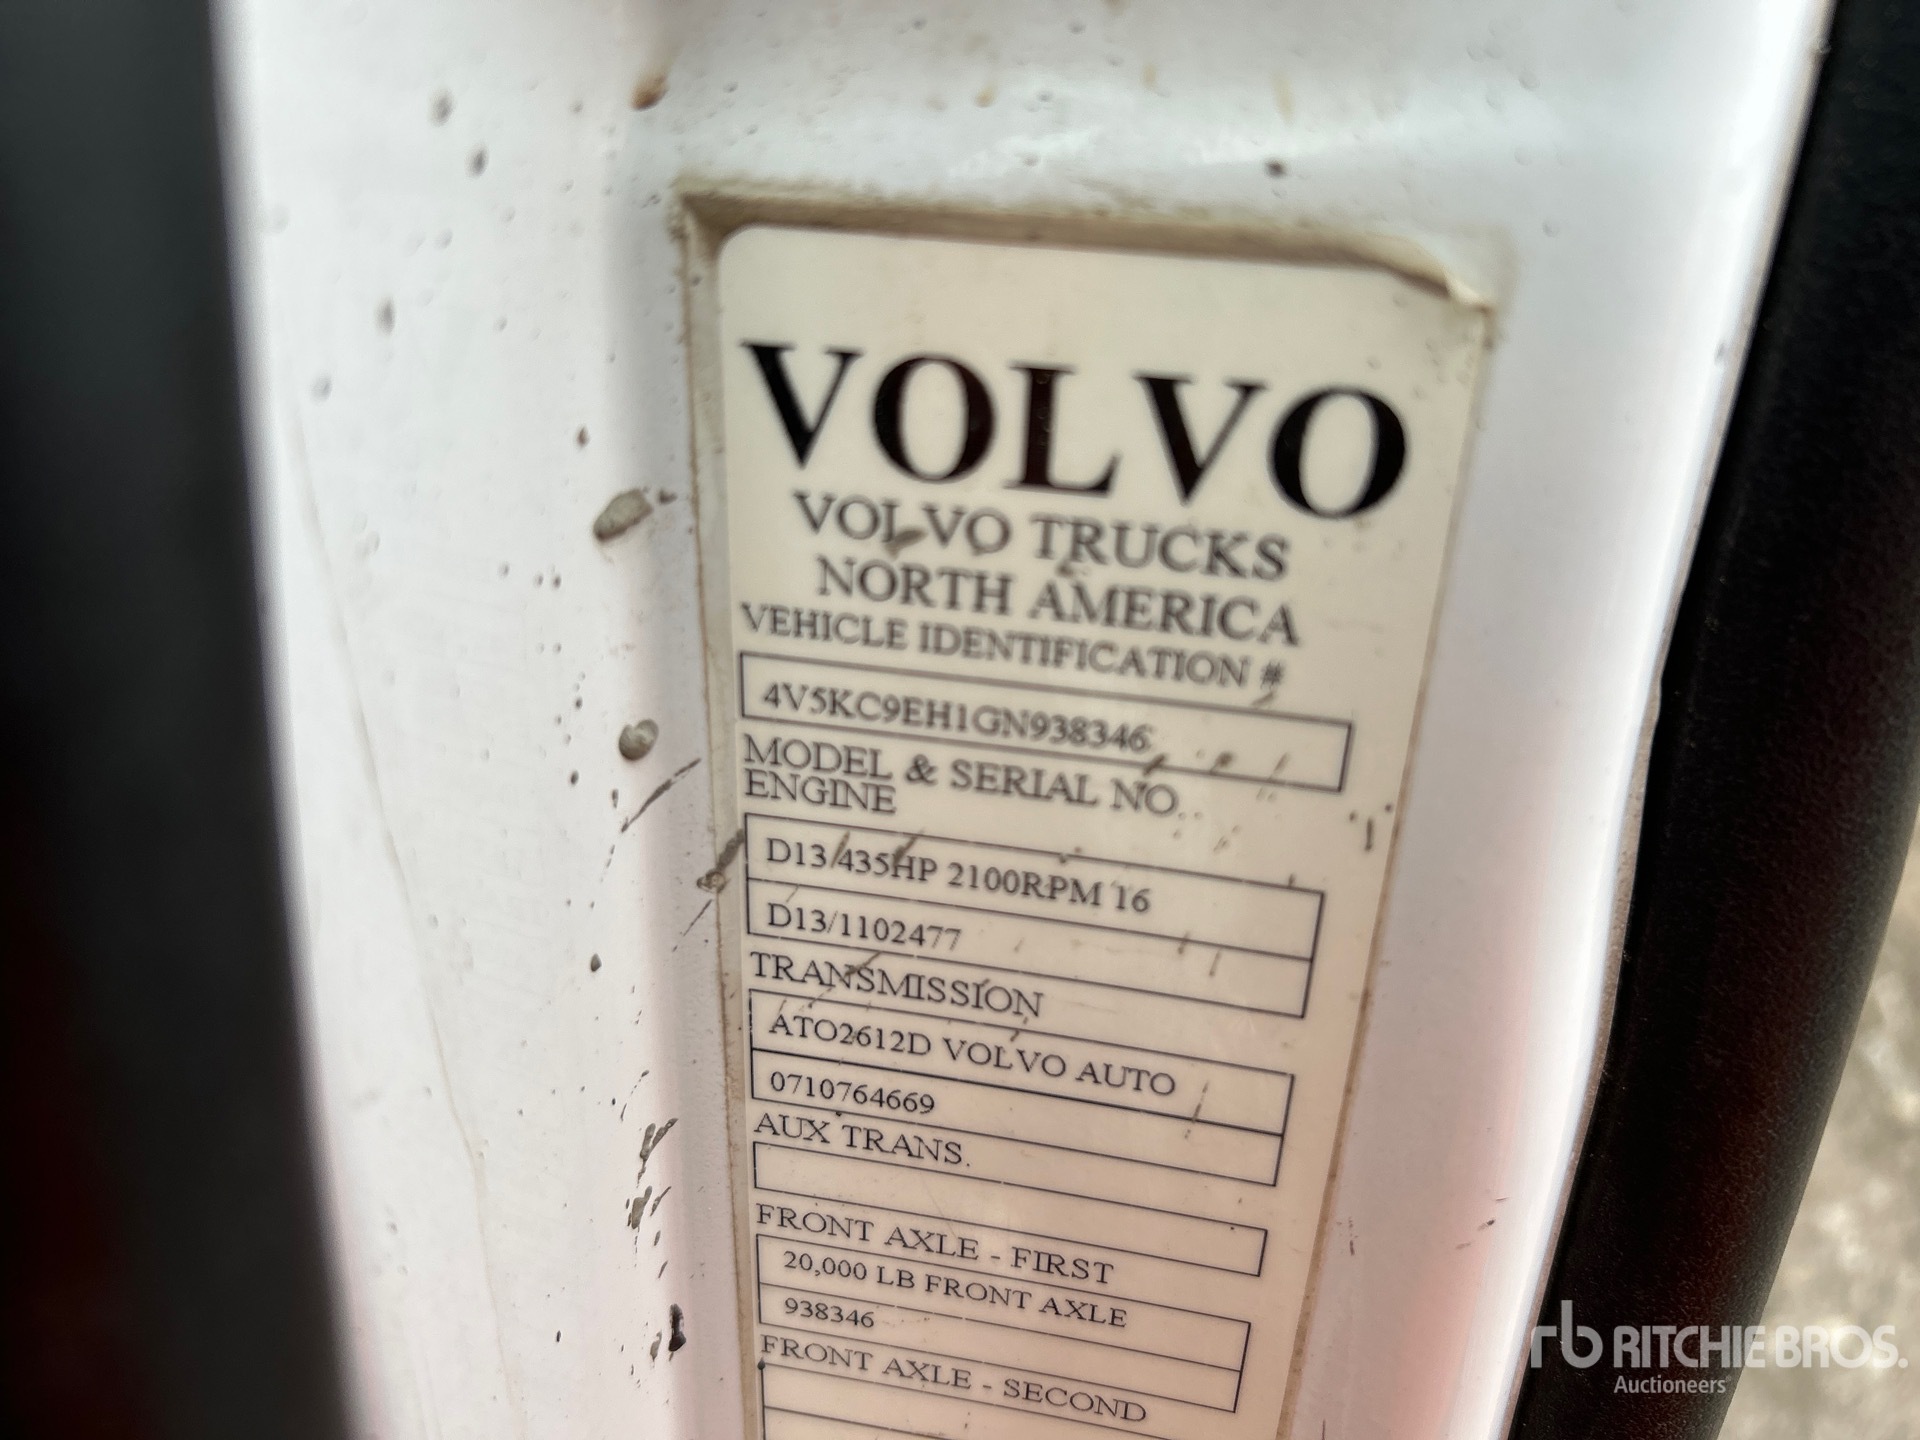 VOLVO
VOLVO TRUCKS
NORTH AMERICA
VEHICLE IDENTIFICATION #
4V5KC9EH1GN938346
MODEL & SERIAL NO.
ENGINE
D13/435HP 2100RPM 16
D13/1102477
TRANSMISSION
ATO2612D VOLVO AUTO
0710764669
AUX TRANS.
FRONT AXLE - FIRST
20,000 LB FRONT AXLE
938346
FRONT AXLE - SECOND
rb RITCHIE BROS.
Auctioneers